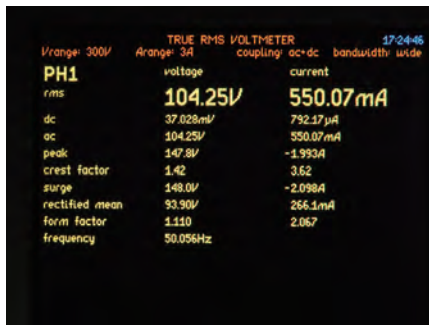 TRUE RMS VOLTMETER 17:24:46
Vrange: 300V Arange: 3A coupling: ac+dc bandwidth: wide
PH1 voltage current
rms 104.25V 550.07mA
dc 37.028mV 792.17µA
ac 104.25V 550.07mA
peak 147.8V -1.993A
crest factor 1.42 3.62
surge 148.0V -2.098A
rectified mean 93.90V 266.1mA
form factor 1.110 2.067
frequency 50.056Hz